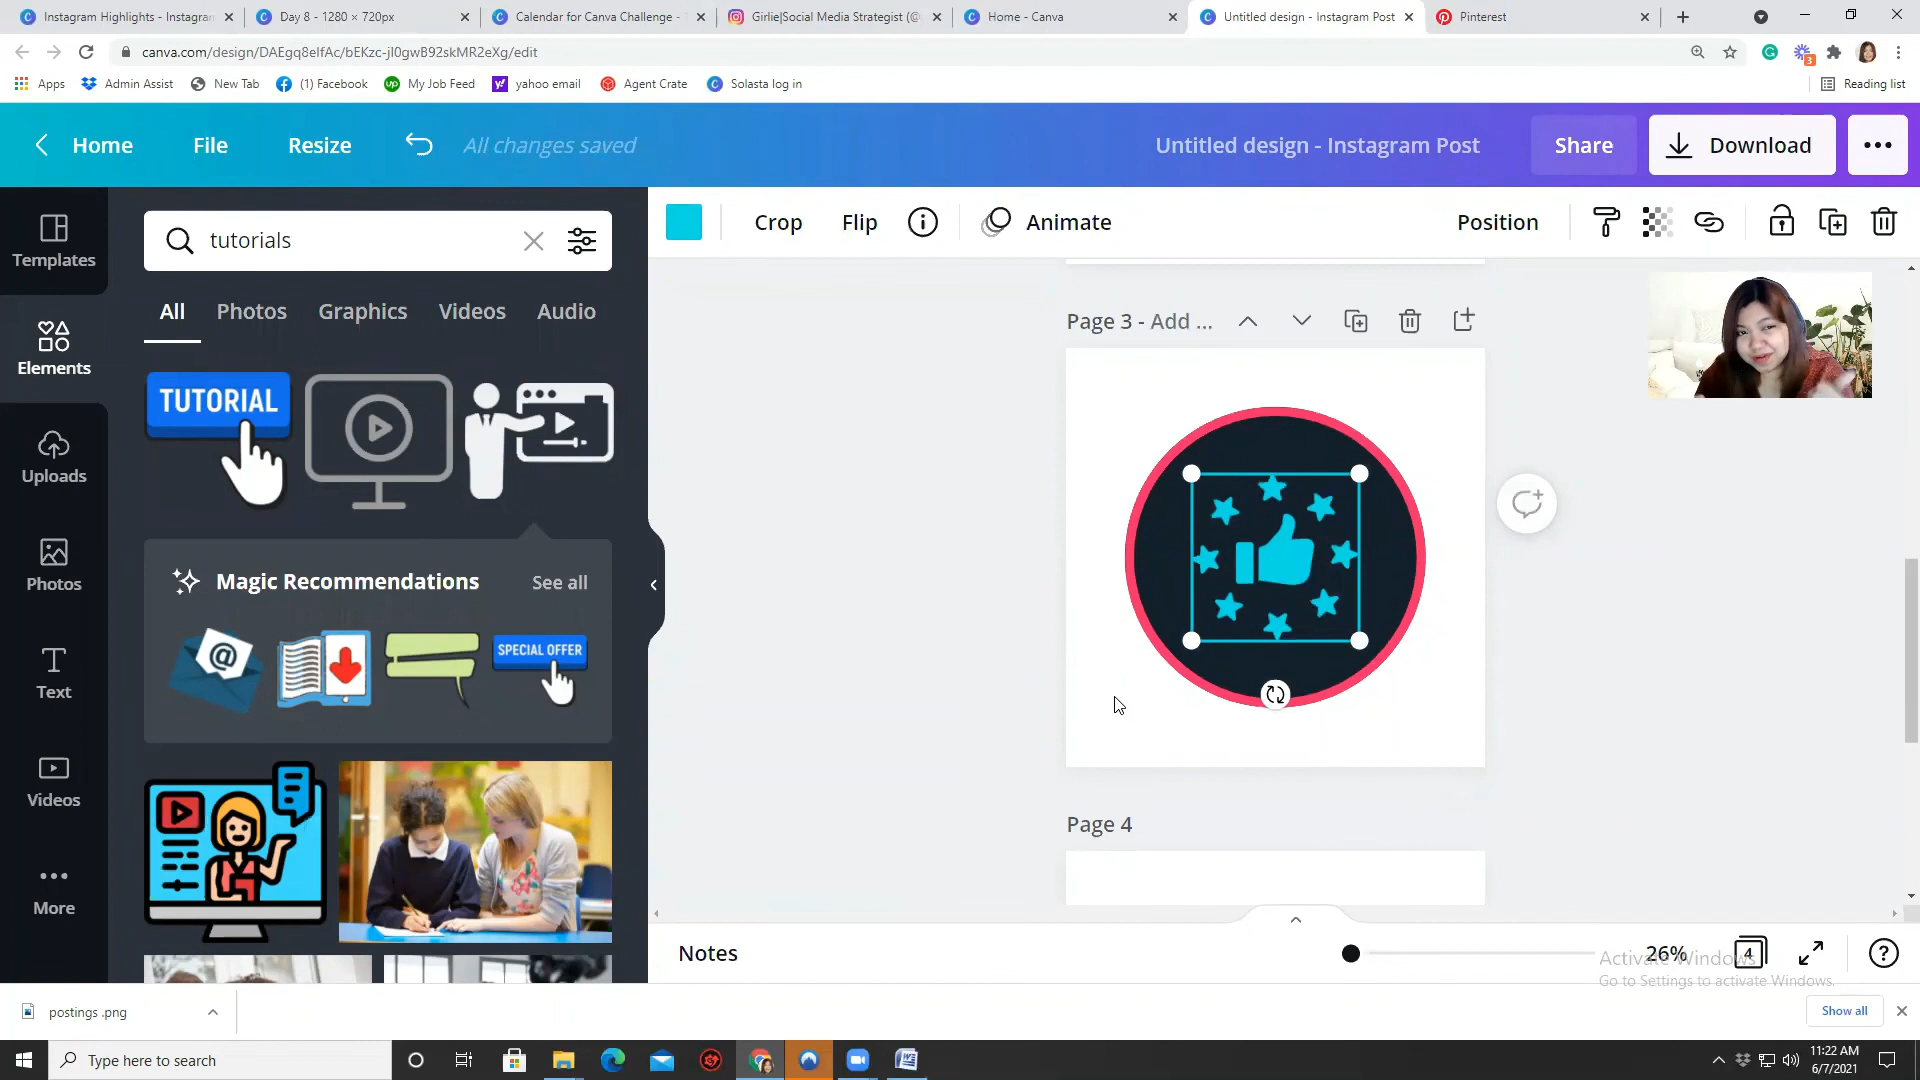 Instagram Highlights - Instagram
Day 8 - 1280 × 720px
Calendar for Canva Challenge -
Girlie|Social Media Strategist (@
Home - Canva
Untitled design - Instagram Post
Pinterest
canva.com/design/DAEgq8elfAc/bEKzc-jI0gwB92skMR2eXg/edit
3
Apps
Admin Assist
New Tab
(1) Facebook
My Job Feed
yahoo email
Agent Crate
Solasta log in
Reading list
Home
File
Resize
All changes saved
Untitled design - Instagram Post
Share
Download
tutorials
Crop
Flip
Animate
Position
Templates
Elements
Uploads
Photos
Text
Videos
More
All
Photos
Graphics
Videos
Audio
TUTORIAL
Magic Recommendations
See all
@
SPECIAL OFFER
Page 3 - Add ...
Page 4
Notes
26%
4
?
Activate Windows
Go to Settings to activate Windows.
postings .png
Show all
Type here to search
11:22 AM
6/7/2021